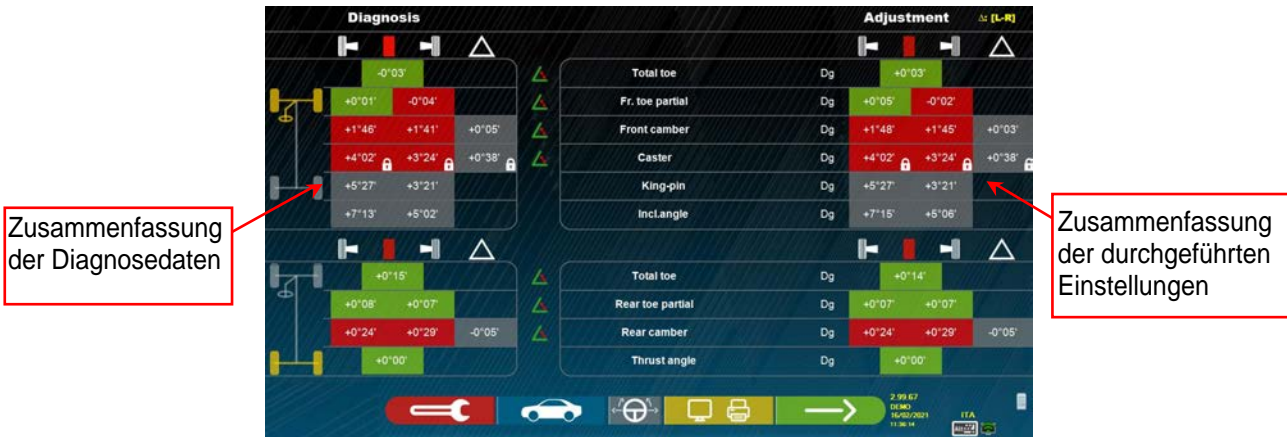 Diagnosis Adjustment Δ: [L-R]
-0°03' Total toe Dg +0°03'
+0°01' -0°04' Fr. toe partial Dg +0°05' -0°02'
+1°46' +1°41' +0°05' Front camber Dg +1°48' +1°45' +0°03'
+4°02' +3°24' +0°38' Caster Dg +4°02' +3°24' +0°38'
+5°27' +3°21' King-pin Dg +5°27' +3°21'
+7°13' +5°02' Incl.angle Dg +7°15' +5°06'
Zusammenfassung
der Diagnosedaten
Zusammenfassung
der durchgeführten
Einstellungen
+0°15' Total toe Dg +0°14'
+0°08' +0°07' Rear toe partial Dg +0°07' +0°07'
+0°24' +0°29' -0°05' Rear camber Dg +0°24' +0°29' -0°05'
+0°00' Thrust angle Dg +0°00'
2.99.67
DEMO
16/02/2021
11:36:14
ITA